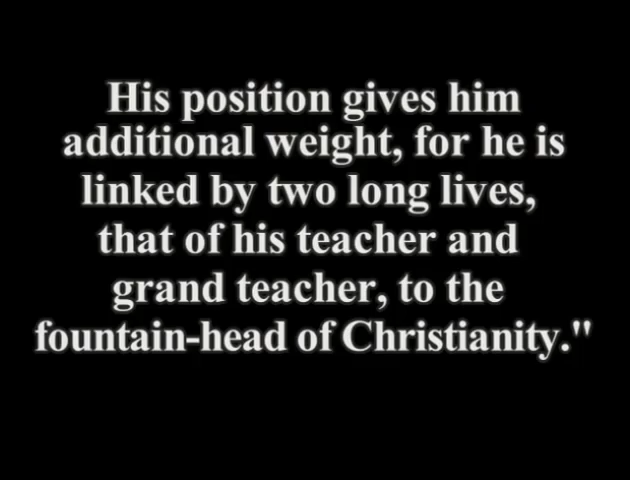 His position gives him
additional weight, for he is
linked by two long lives,
that of his teacher and
grand teacher, to the
fountain-head of Christianity."